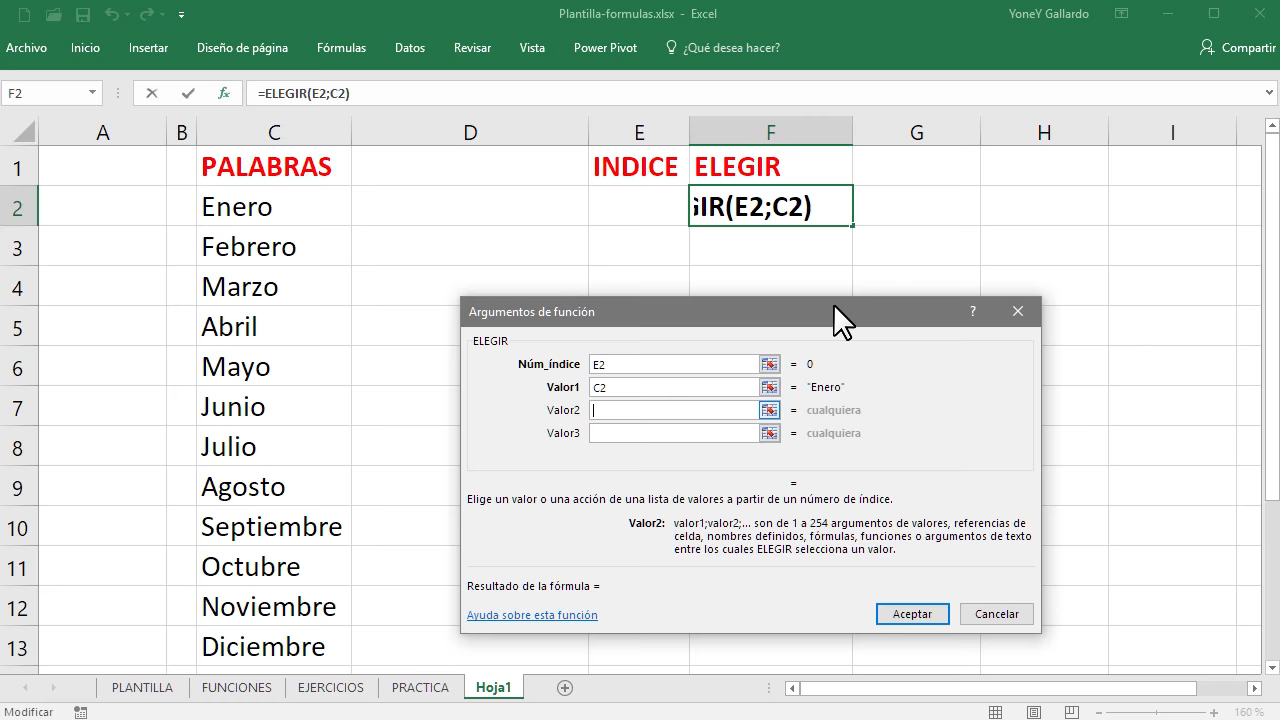 Plantilla-formulas.xlsx - Excel
YoneY Gallardo
Archivo Inicio Insertar Diseño de página Fórmulas Datos Revisar Vista Power Pivot ¿Qué desea hacer? Compartir
F2 fx =ELEGIR(E2;C2)
A B C D E F G H I
1 PALABRAS INDICE ELEGIR
2 Enero GIR(E2;C2)
3 Febrero
4 Marzo
5 Abril
6 Mayo
7 Junio
8 Julio
9 Agosto
10 Septiembre
11 Octubre
12 Noviembre
13 Diciembre
Argumentos de función ?
ELEGIR
Núm_índice E2 = 0
Valor1 C2 = "Enero"
Valor2 = cualquiera
Valor3 = cualquiera
=
Elige un valor o una acción de una lista de valores a partir de un número de índice.
Valor2: valor1;valor2;... son de 1 a 254 argumentos de valores, referencias de
celda, nombres definidos, fórmulas, funciones o argumentos de texto
entre los cuales ELEGIR selecciona un valor.
Resultado de la fórmula =
Ayuda sobre esta función
Aceptar Cancelar
PLANTILLA FUNCIONES EJERCICIOS PRACTICA Hoja1
Modificar 160 %